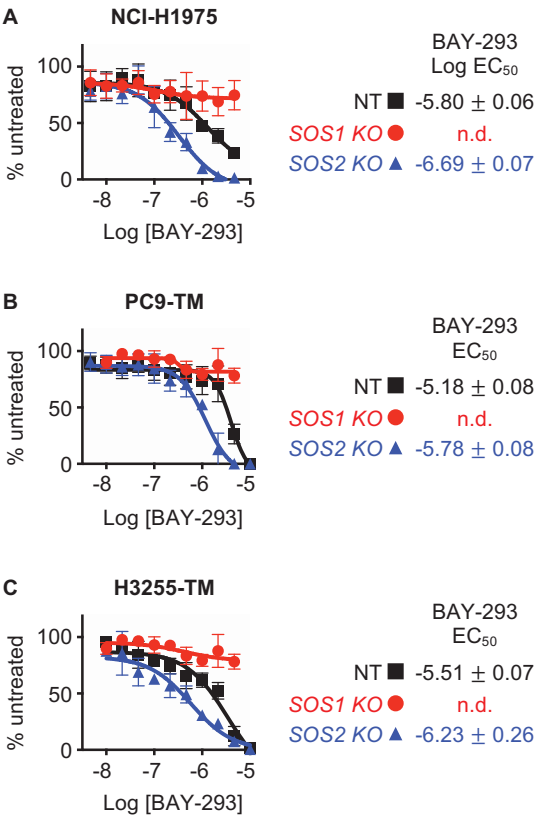 A NCI-H1975
% untreated
100
50
0
-8 -7 -6 -5
Log [BAY-293]
BAY-293
Log EC50
NT -5.80 ± 0.06
SOS1 KO n.d.
SOS2 KO -6.69 ± 0.07
B PC9-TM
% untreated
100
50
0
-8 -7 -6 -5
Log [BAY-293]
BAY-293
EC50
NT -5.18 ± 0.08
SOS1 KO n.d.
SOS2 KO -5.78 ± 0.08
C H3255-TM
% untreated
100
50
0
-8 -7 -6 -5
Log [BAY-293]
BAY-293
EC50
NT -5.51 ± 0.07
SOS1 KO n.d.
SOS2 KO -6.23 ± 0.26